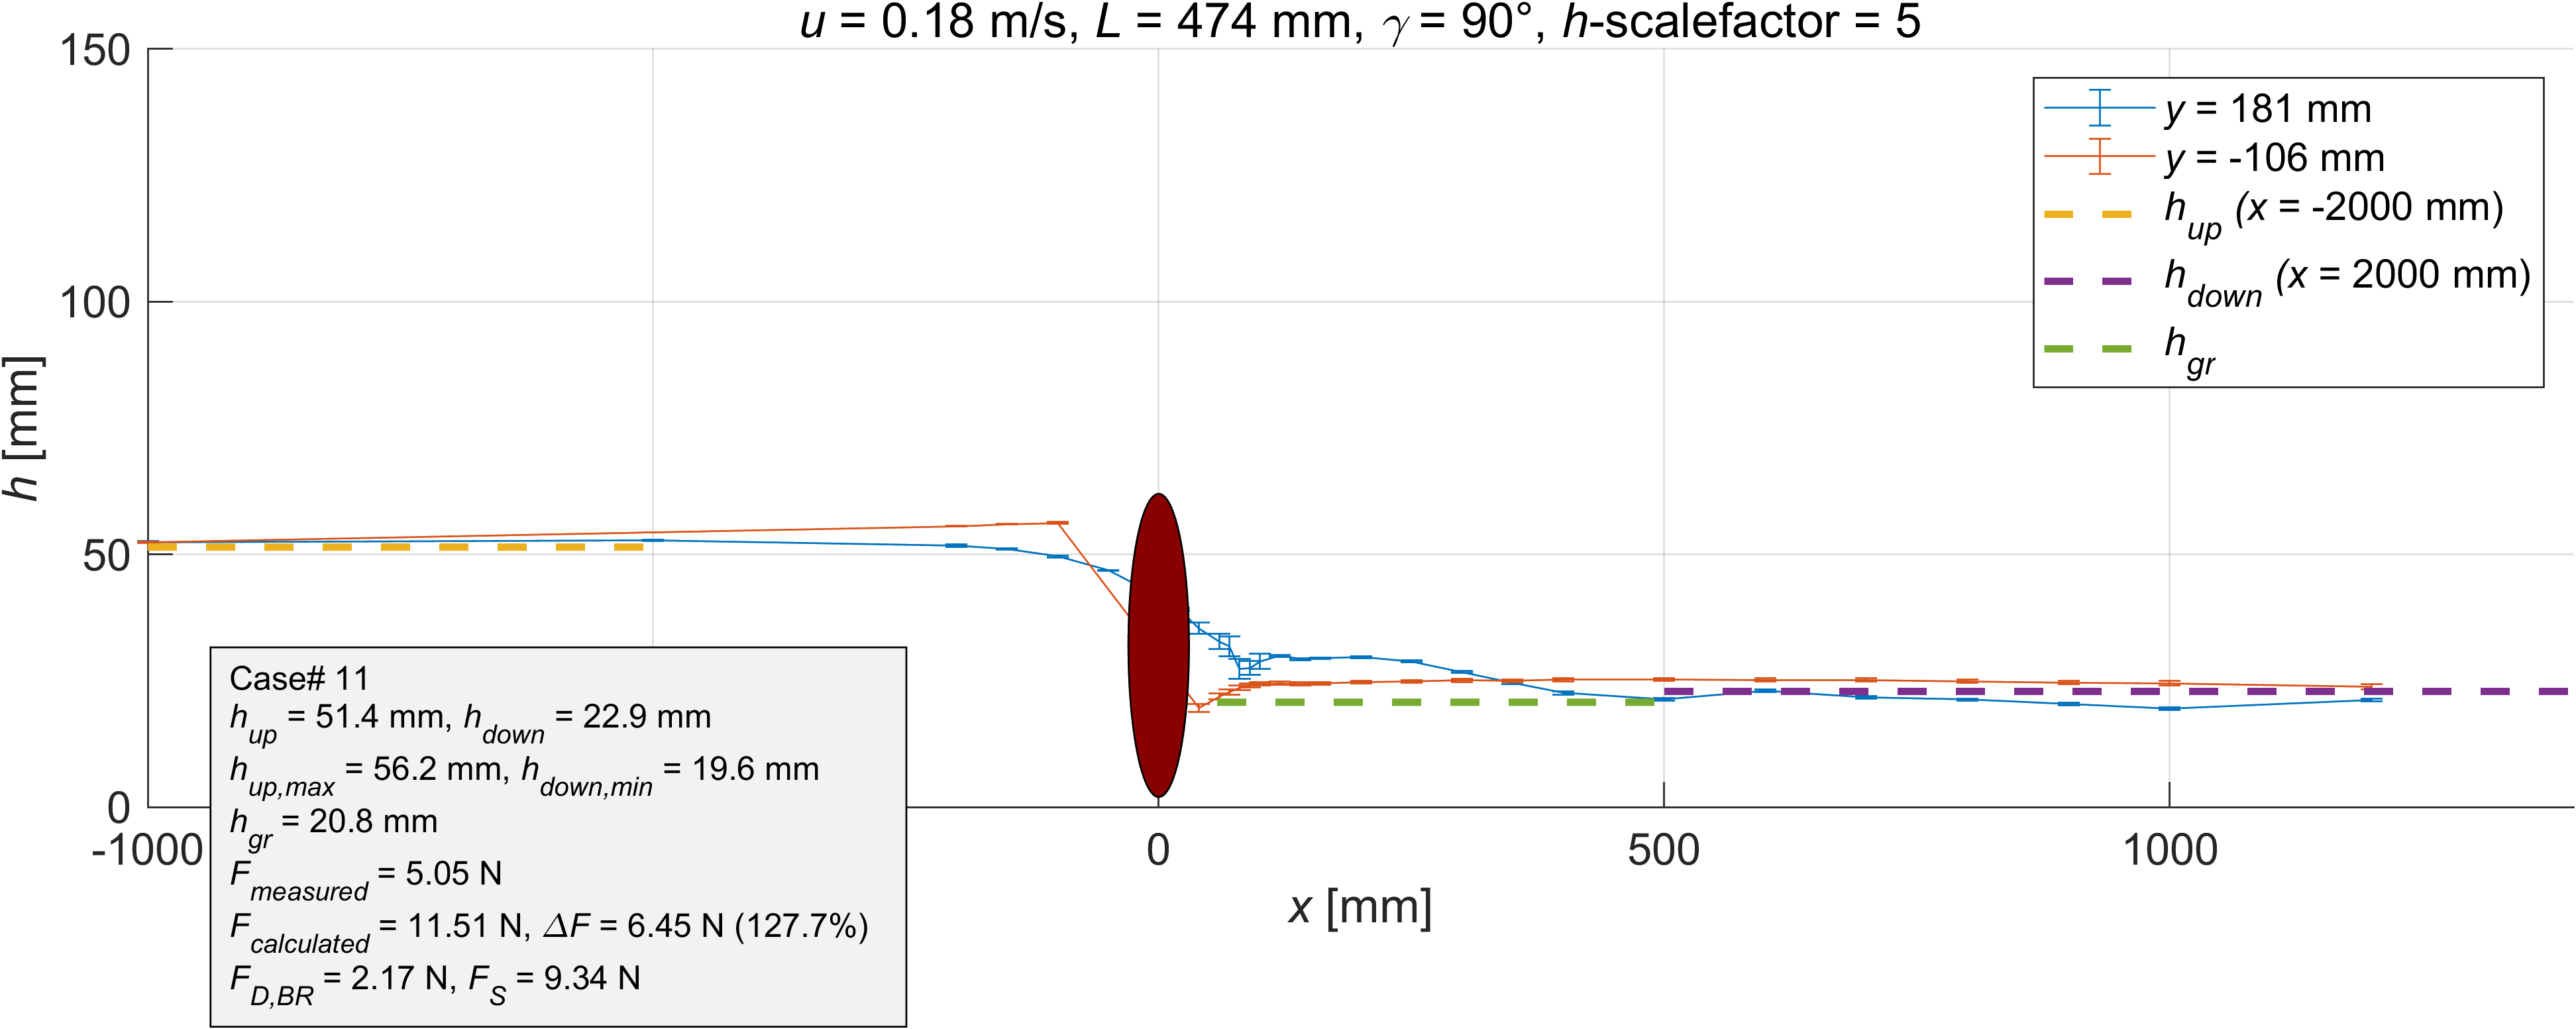 u = 0.18 m/s, L = 474 mm, γ = 90°, h-scalefactor = 5
150
100
50
0
h [mm]
-1000
0
500
1000
x [mm]
y = 181 mm
y = -106 mm
h_up (x = -2000 mm)
h_down (x = 2000 mm)
h_gr
Case# 11
h_up = 51.4 mm, h_down = 22.9 mm
h_up,max = 56.2 mm, h_down,min = 19.6 mm
h_gr = 20.8 mm
F_measured = 5.05 N
F_calculated = 11.51 N, ΔF = 6.45 N (127.7%)
F_D,BR = 2.17 N, F_S = 9.34 N